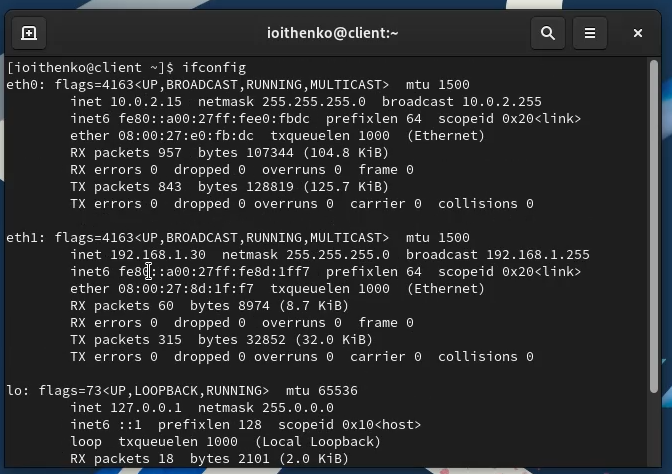 ioithenko@client:~
[ioithenko@client ~]$ ifconfig
eth0: flags=4163<UP,BROADCAST,RUNNING,MULTICAST>  mtu 1500
        inet 10.0.2.15  netmask 255.255.255.0  broadcast 10.0.2.255
        inet6 fe80::a00:27ff:fee0:fbdc  prefixlen 64  scopeid 0x20<link>
        ether 08:00:27:e0:fb:dc  txqueuelen 1000  (Ethernet)
        RX packets 957  bytes 107344 (104.8 KiB)
        RX errors 0  dropped 0  overruns 0  frame 0
        TX packets 843  bytes 128819 (125.7 KiB)
        TX errors 0  dropped 0 overruns 0  carrier 0  collisions 0
eth1: flags=4163<UP,BROADCAST,RUNNING,MULTICAST>  mtu 1500
        inet 192.168.1.30  netmask 255.255.255.0  broadcast 192.168.1.255
        inet6 fe80::a00:27ff:fe8d:1ff7  prefixlen 64  scopeid 0x20<link>
        ether 08:00:27:8d:1f:f7  txqueuelen 1000  (Ethernet)
        RX packets 60  bytes 8974 (8.7 KiB)
        RX errors 0  dropped 0  overruns 0  frame 0
        TX packets 315  bytes 32852 (32.0 KiB)
        TX errors 0  dropped 0 overruns 0  carrier 0  collisions 0
lo: flags=73<UP,LOOPBACK,RUNNING>  mtu 65536
        inet 127.0.0.1  netmask 255.0.0.0
        inet6 ::1  prefixlen 128  scopeid 0x10<host>
        loop  txqueuelen 1000  (Local Loopback)
        RX packets 18  bytes 2101 (2.0 KiB)